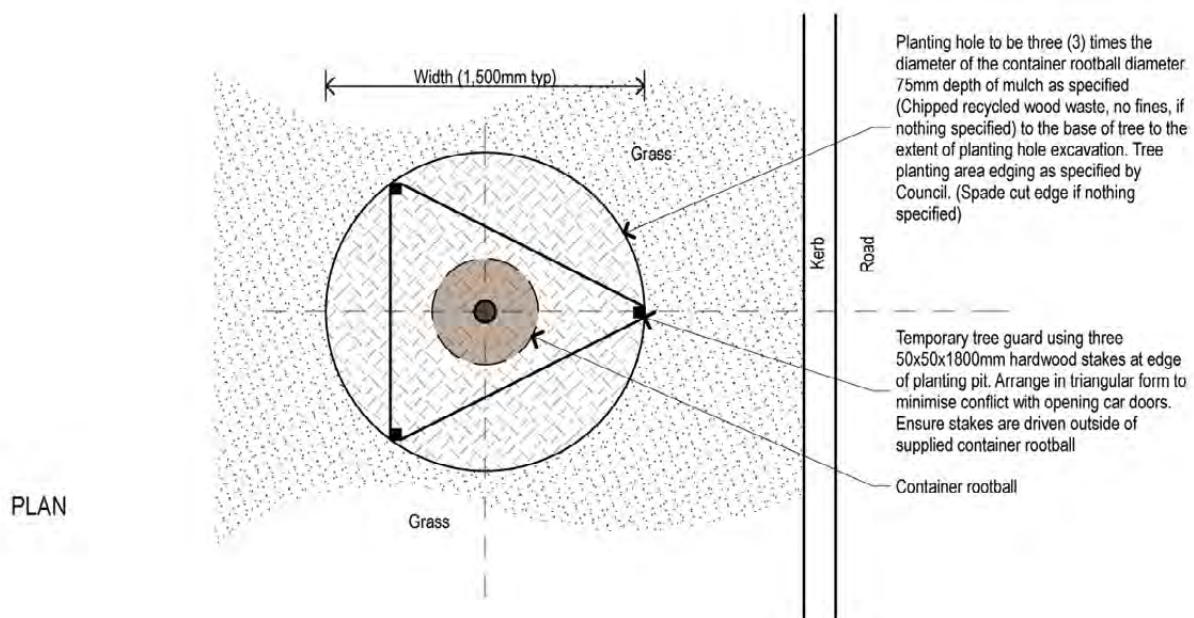 Planting hole to be three (3) times the
diameter of the container rootball diameter.
75mm depth of mulch as specified
(Chipped recycled wood waste, no fines, if
nothing specified) to the base of tree to the
extent of planting hole excavation. Tree
planting area edging as specified by
Council. (Spade cut edge if nothing
specified)
Width (1,500mm typ)
Grass
Kerb
Road
Temporary tree guard using three
50x50x1800mm hardwood stakes at edge
of planting pit. Arrange in triangular form to
minimise conflict with opening car doors.
Ensure stakes are driven outside of
supplied container rootball
Container rootball
PLAN
Grass